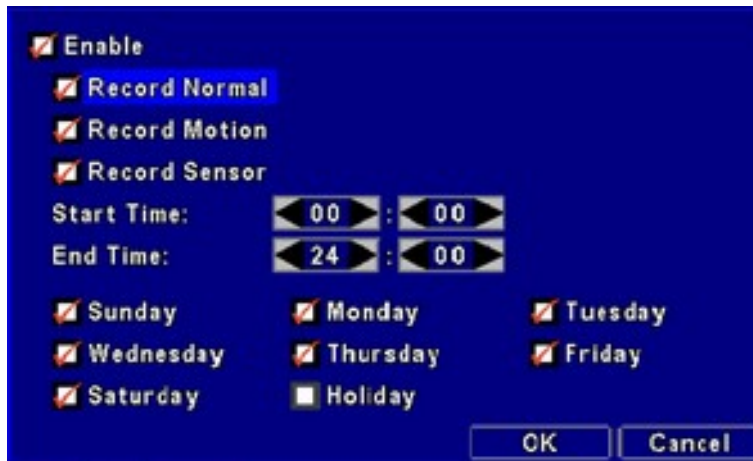 Enable
Record Normal
Record Motion
Record Sensor
Start Time: 00 : 00
End Time: 24 : 00
Sunday Monday Tuesday
Wednesday Thursday Friday
Saturday Holiday
OK Cancel